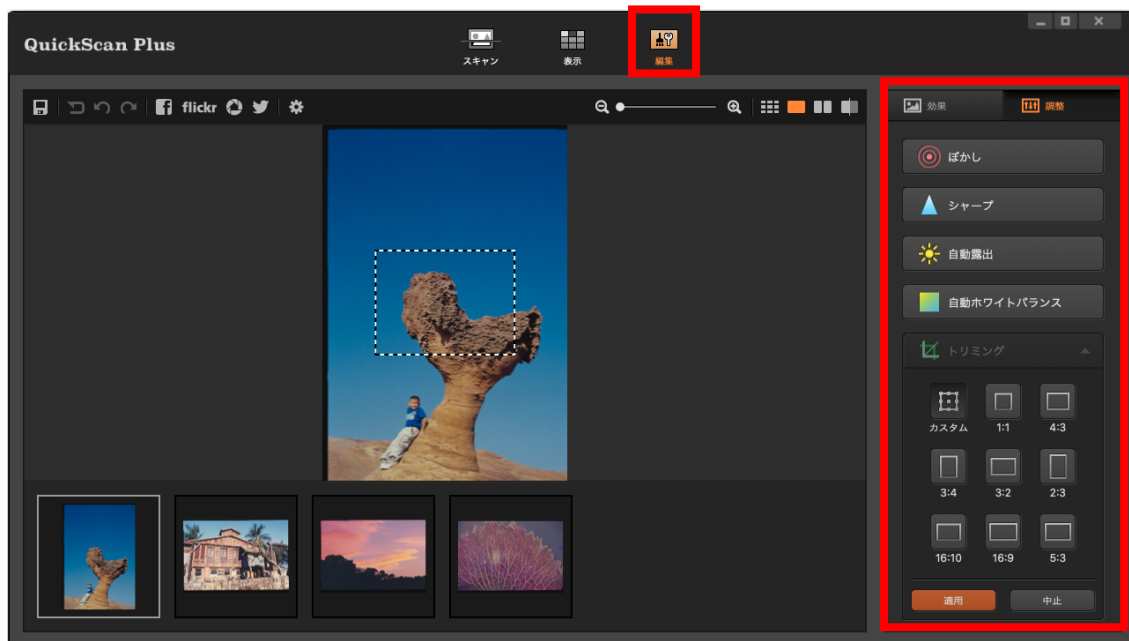 QuickScan Plus
スキャン
表示
編集
flickr
効果
調整
ぼかし
シャープ
自動露出
自動ホワイトバランス
トリミング
カスタム
1:1
4:3
3:4
3:2
2:3
16:10
16:9
5:3
適用
中止